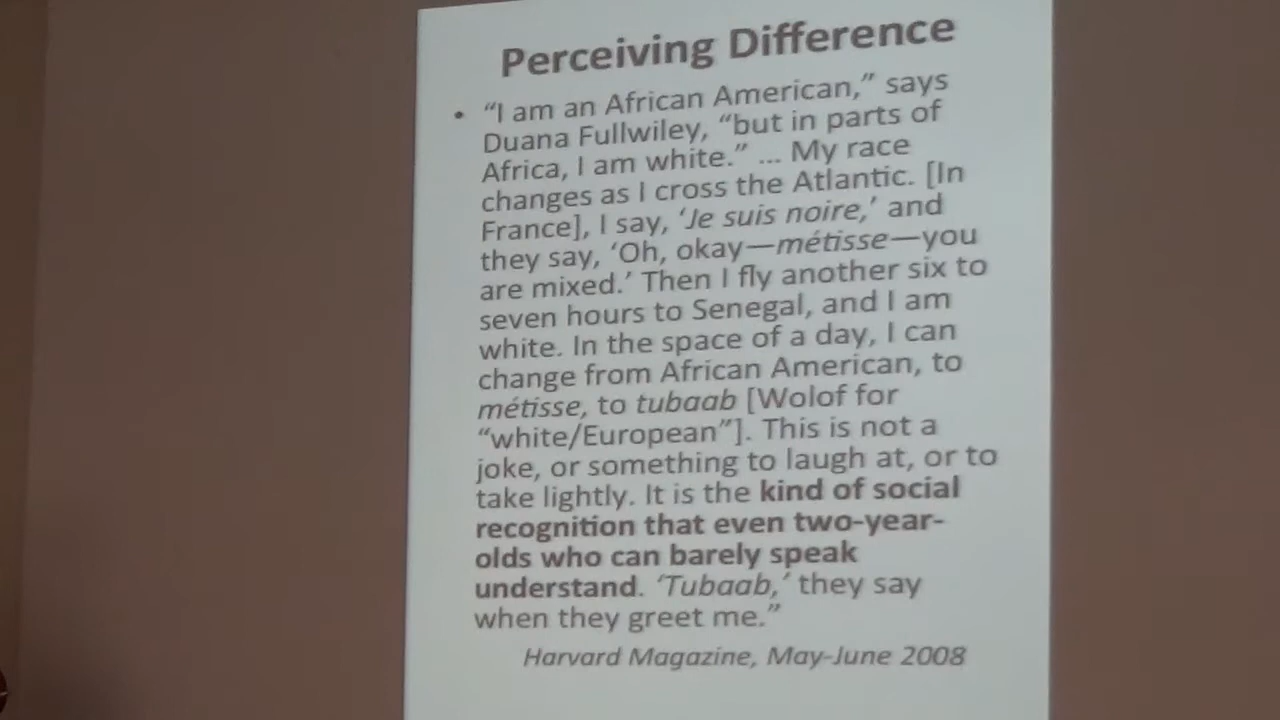 Perceiving Difference
• “I am an African American,” says
Duana Fullwiley, “but in parts of
Africa, I am white.” ... My race
changes as I cross the Atlantic. [In
France], I say, ‘Je suis noire,’ and
they say, ‘Oh, okay—métisse—you
are mixed.’ Then I fly another six to
seven hours to Senegal, and I am
white. In the space of a day, I can
change from African American, to
métisse, to tubaab [Wolof for
“white/European”]. This is not a
joke, or something to laugh at, or to
take lightly. It is the kind of social
recognition that even two-year-
olds who can barely speak
understand. ‘Tubaab,’ they say
when they greet me.”
Harvard Magazine, May-June 2008